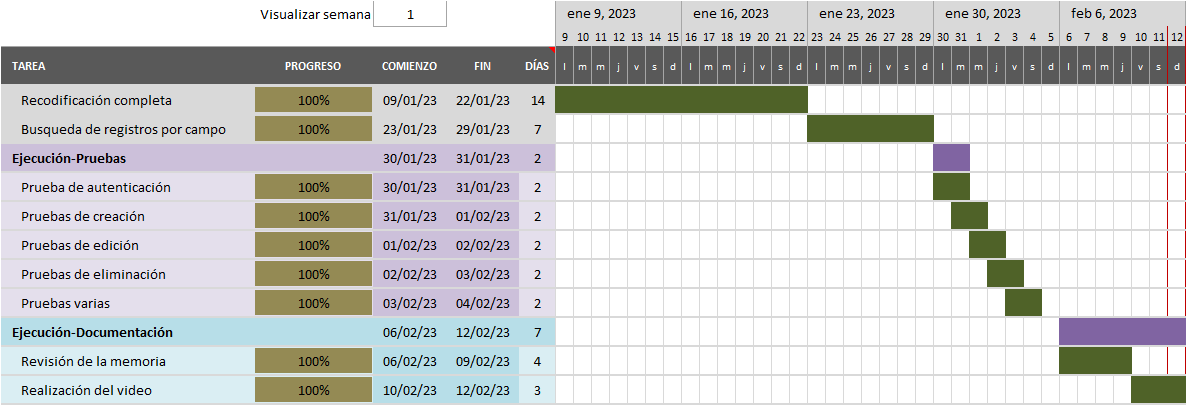 Visualizar semana 1 ene 9, 2023 ene 16, 2023 ene 23, 2023 ene 30, 2023 feb 6, 2023
9 10 11 12 13 14 15 16 17 18 19 20 21 22 23 24 25 26 27 28 29 30 31 1 2 3 4 5 6 7 8 9 10 11 12
TAREA PROGRESO COMIENZO FIN DÍAS l m m j v s d l m m j v s d l m m j v s d l m m j v s d l m m j v s d
Recodificación completa 100% 09/01/23 22/01/23 14
Busqueda de registros por campo 100% 23/01/23 29/01/23 7
Ejecución-Pruebas 30/01/23 31/01/23 2
Prueba de autenticación 100% 30/01/23 31/01/23 2
Pruebas de creación 100% 31/01/23 01/02/23 2
Pruebas de edición 100% 01/02/23 02/02/23 2
Pruebas de eliminación 100% 02/02/23 03/02/23 2
Pruebas varias 100% 03/02/23 04/02/23 2
Ejecución-Documentación 06/02/23 12/02/23 7
Revisión de la memoria 100% 06/02/23 09/02/23 4
Realización del video 100% 10/02/23 12/02/23 3